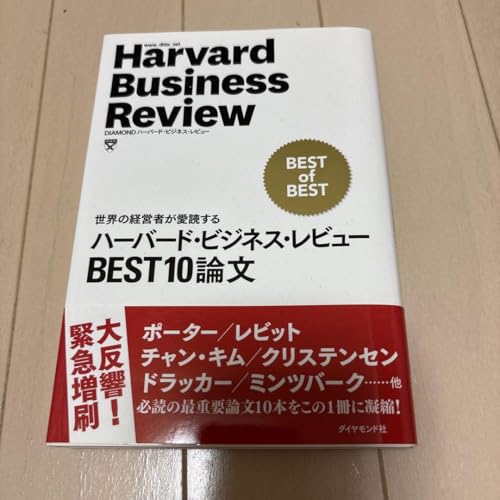 www. dhbr. net
Harvard
Business
Review
DIAMOND ハーバード・ビジネス・レビュー
BEST
of
BEST
世界の経営者が愛読する
ハーバード・ビジネス・レビュー
BEST10論文
大反響！
緊急増刷
ポーター／レビット
チャン・キム／クリステンセン
ドラッカー／ミンツバーク……他
必読の最重要論文10本をこの1冊に凝縮！
ダイヤモンド社